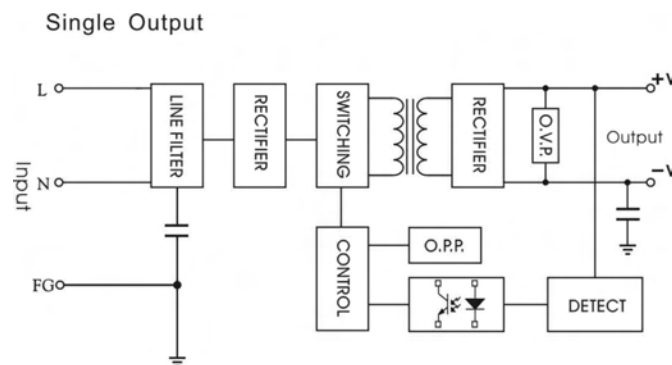 Single Output
L
LINE FILTER
RECTIFIER
SWITCHING
RECTIFIER
O.V.P.
+V
Output
Input
N
-V
CONTROL
O.P.P.
FG
DETECT